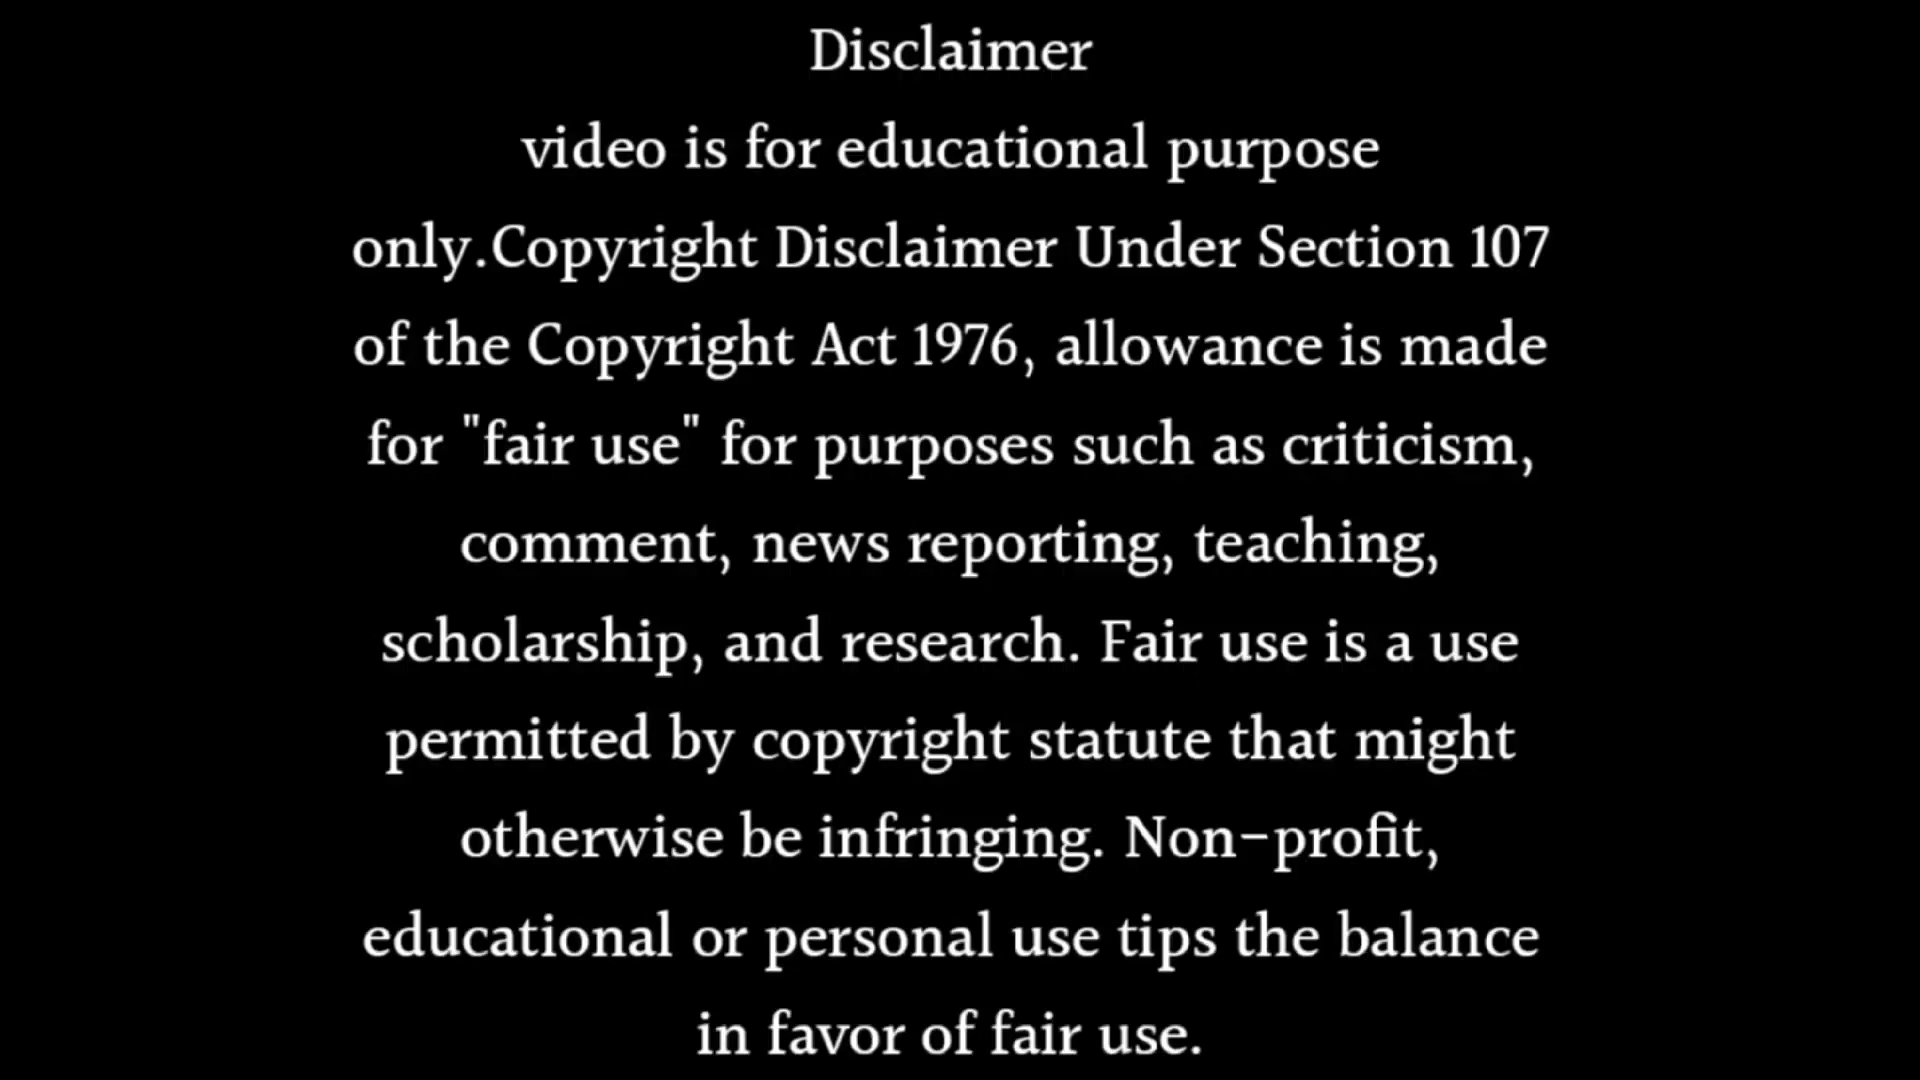 Disclaimer
video is for educational purpose
only.Copyright Disclaimer Under Section 107
of the Copyright Act 1976, allowance is made
for "fair use" for purposes such as criticism,
comment, news reporting, teaching,
scholarship, and research. Fair use is a use
permitted by copyright statute that might
otherwise be infringing. Non-profit,
educational or personal use tips the balance
in favor of fair use.